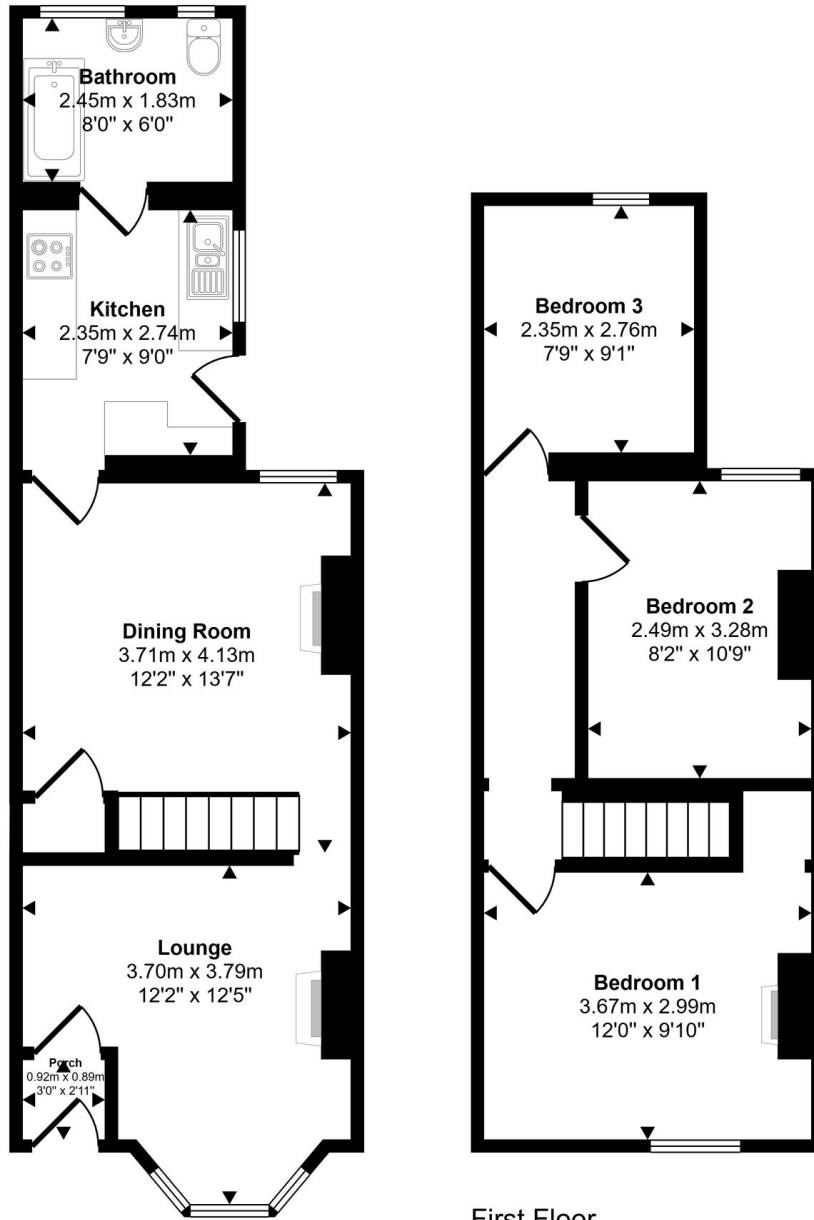 Bathroom
2.45m x 1.83m
8'0" x 6'0"
Kitchen
2.35m x 2.74m
7'9" x 9'0"
Dining Room
3.71m x 4.13m
12'2" x 13'7"
Lounge
3.70m x 3.79m
12'2" x 12'5"
Porch
0.92m x 0.89m
3'0" x 2'11"
Bedroom 3
2.35m x 2.76m
7'9" x 9'1"
Bedroom 2
2.49m x 3.28m
8'2" x 10'9"
Bedroom 1
3.67m x 2.99m
12'0" x 9'10"
First Floor